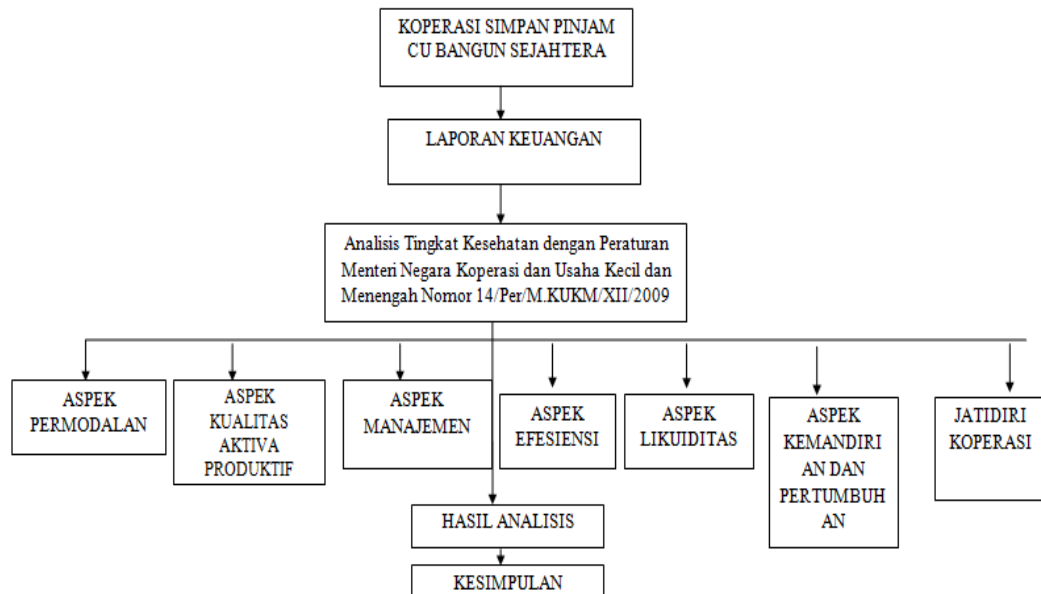 KOPERASI SIMPAN PINJAM
CU BANGUN SEJAHTERA
LAPORAN KEUANGAN
Analisis Tingkat Kesehatan dengan Peraturan
Menteri Negara Koperasi dan Usaha Kecil dan
Menengah Nomor 14/Per/M.KUKM/XII/2009
ASPEK
PERMODALAN
ASPEK
KUALITAS
AKTIVA
PRODUKTIF
ASPEK
MANAJEMEN
ASPEK
EFESIENSI
ASPEK
LIKUIDITAS
ASPEK
KEMANDIRI
AN DAN
PERTUMBUH
AN
JATIDIRI
KOPERASI
HASIL ANALISIS
KESIMPULAN